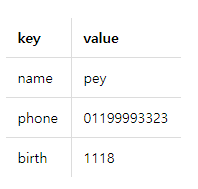 key value
name pey
phone 01199993323
birth 1118